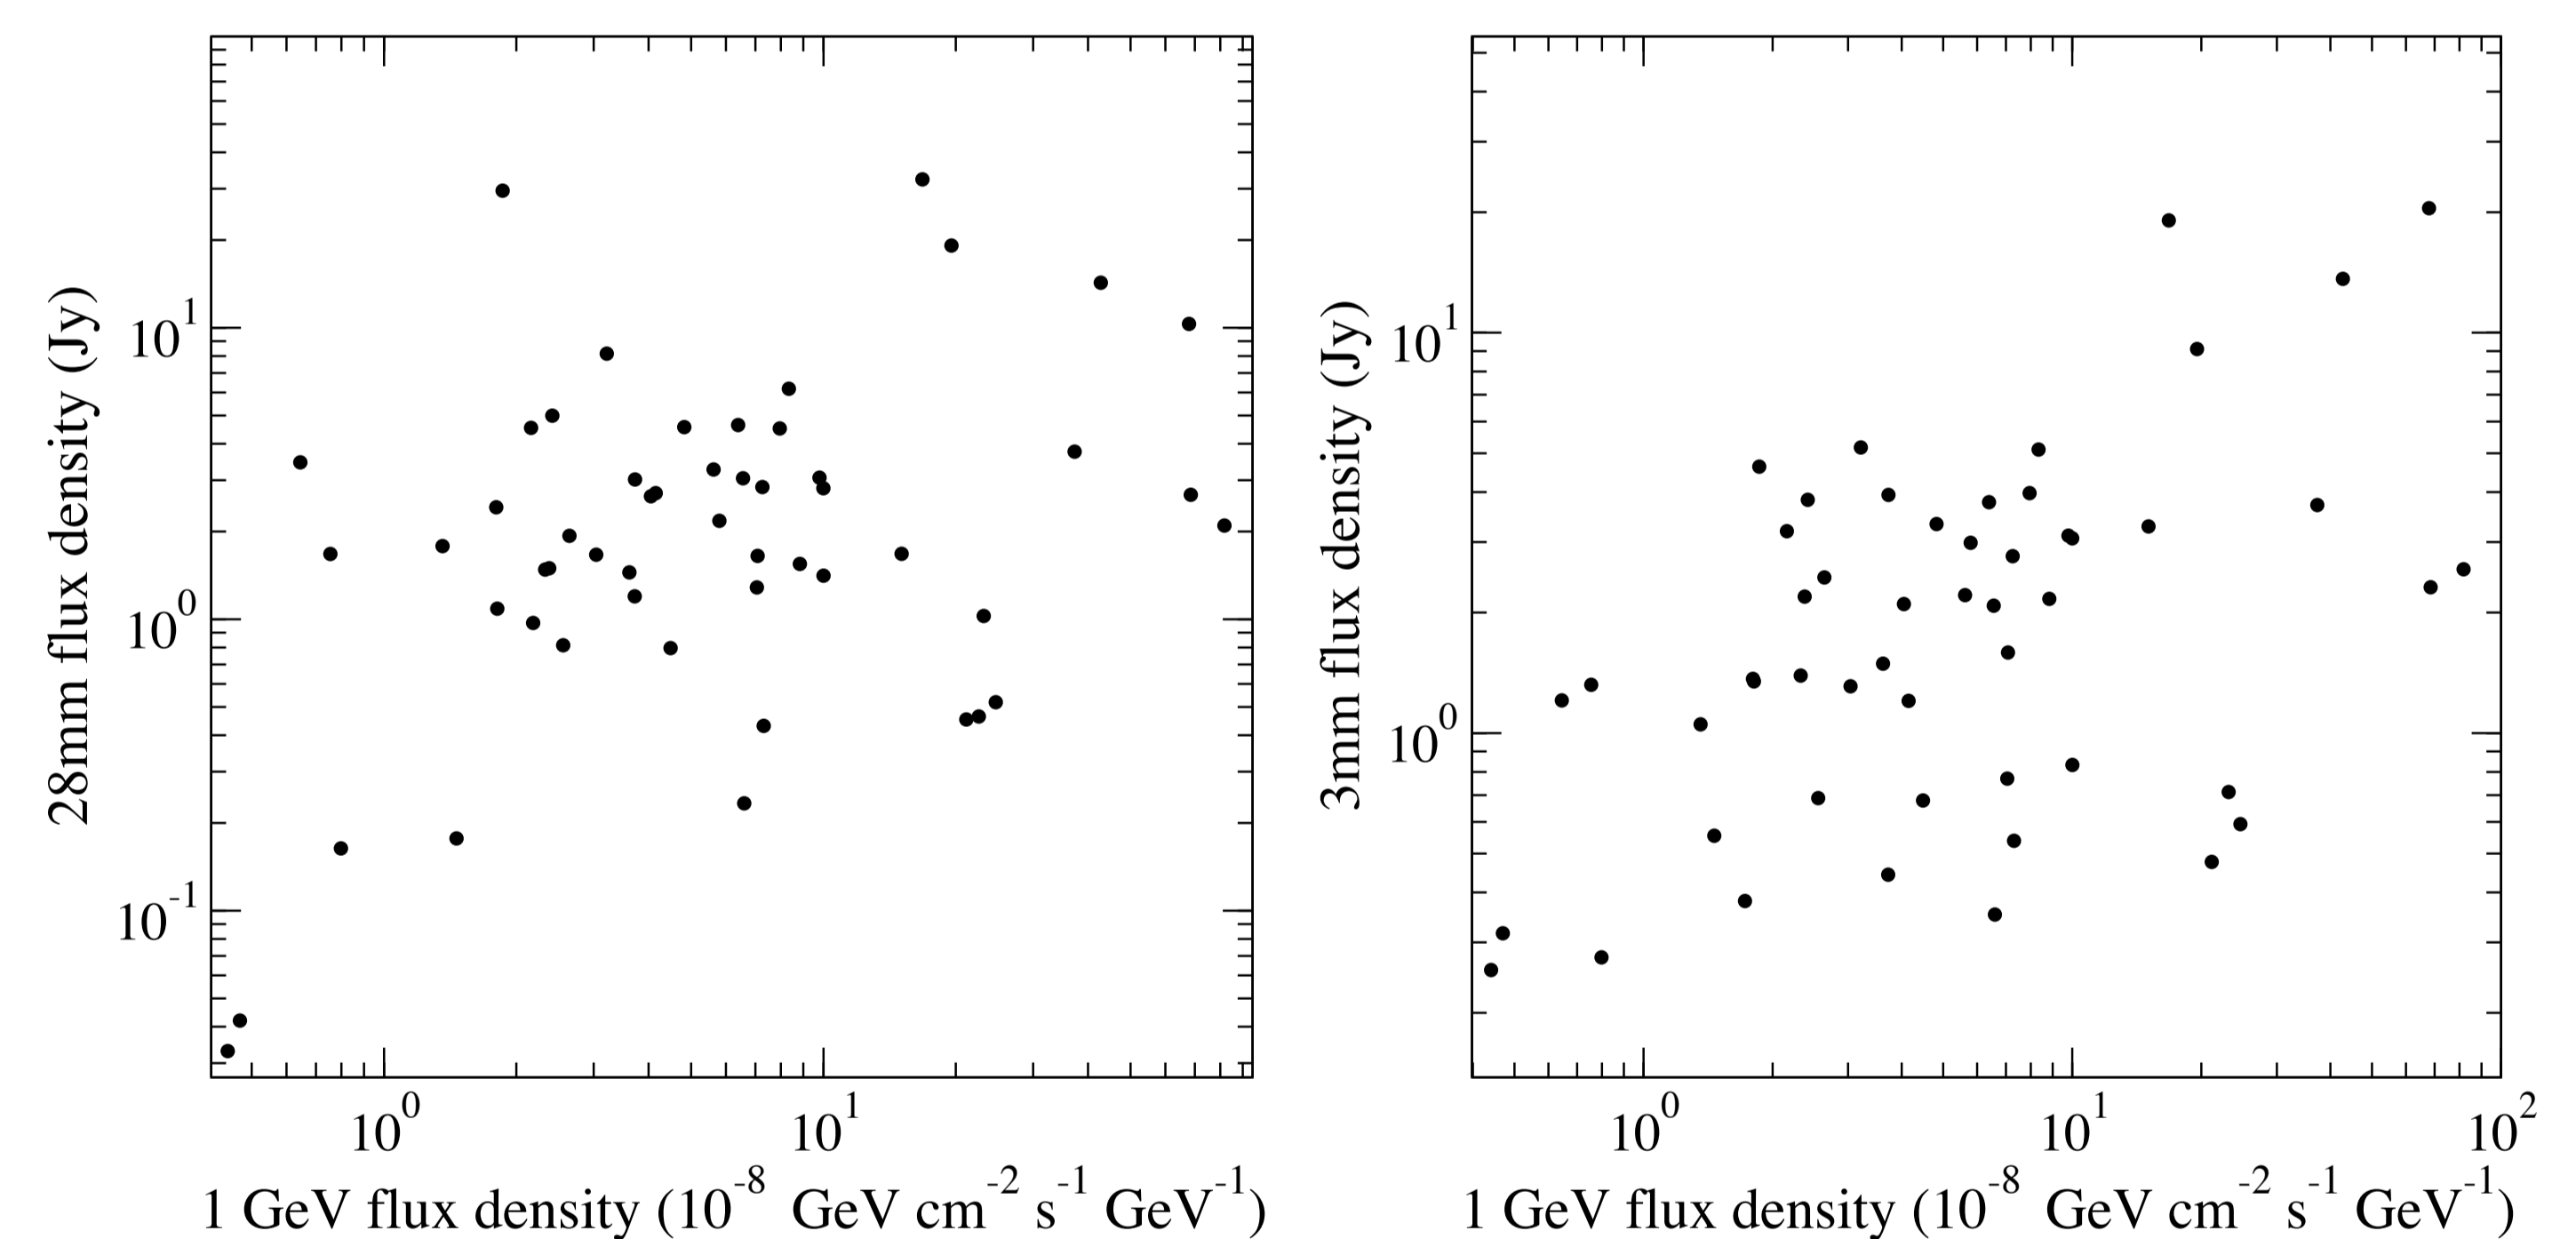 28mm flux density (Jy)
10^1
10^0
10^-1
10^0 10^1
1 GeV flux density (10^-8 GeV cm^-2 s^-1 GeV^-1)
3mm flux density (Jy)
10^1
10^0
10^0 10^1 10^2
1 GeV flux density (10^-8 GeV cm^-2 s^-1 GeV^-1)